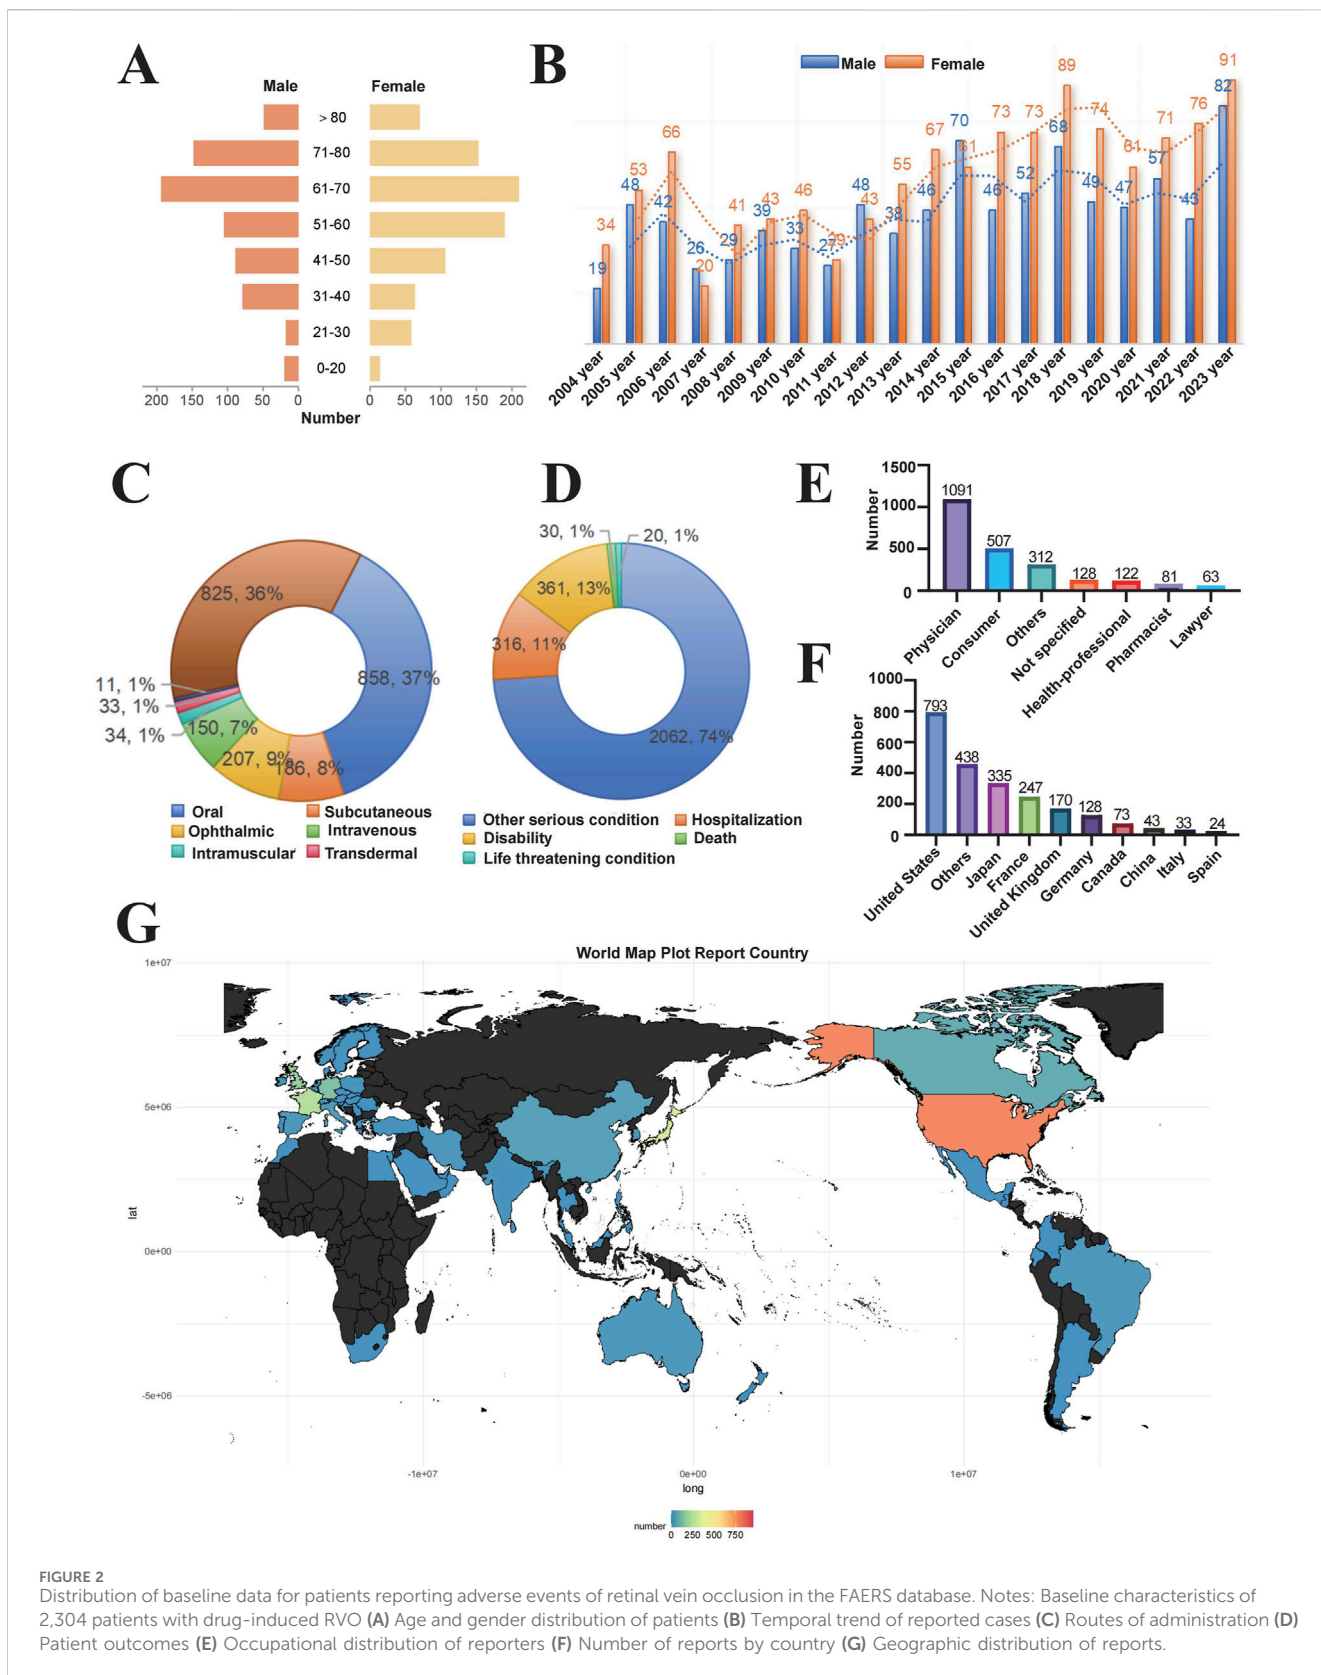 A
Male
Female
> 80
71-80
61-70
51-60
41-50
31-40
21-30
0-20
200 150 100 50 0
0 50 100 150 200
Number
B
Male Female
19 48 42 26 29 39 33 27 48 38 46 70 46 52 68 49 47 57 43 82
34 53 66 20 41 43 46 29 43 55 67 61 73 73 89 74 61 71 76 91
2004 year
2005 year
2006 year
2007 year
2008 year
2009 year
2010 year
2011 year
2012 year
2013 year
2014 year
2015 year
2016 year
2017 year
2018 year
2019 year
2020 year
2021 year
2022 year
2023 year
C
825, 36%
858, 37%
11, 1%
33, 1%
34, 1%
150, 7%
207, 9%
186, 8%
Oral Subcutaneous
Ophthalmic Intravenous
Intramuscular Transdermal
D
30, 1%
20, 1%
361, 13%
316, 11%
2062, 74%
Other serious condition Hospitalization
Disability Death
Life threatening condition
E
Number
1500
1000
500
0
1091
507
312
128
122
81
63
Physician
Consumer
Others
Not specified
Health-professional
Pharmacist
Lawyer
F
Number
1000
800
600
400
200
0
793
438
335
247
170
128
73
43
33
24
United States
Others
Japan
France
United Kingdom
Germany
Canada
China
Italy
Spain
G
World Map Plot Report Country
1e+07
5e+06
0e+00
-5e+06
lat
-1e+07 0e+00 1e+07
long
number
0 250 500 750
FIGURE 2
Distribution of baseline data for patients reporting adverse events of retinal vein occlusion in the FAERS database. Notes: Baseline characteristics of
2,304 patients with drug-induced RVO (A) Age and gender distribution of patients (B) Temporal trend of reported cases (C) Routes of administration (D)
Patient outcomes (E) Occupational distribution of reporters (F) Number of reports by country (G) Geographic distribution of reports.